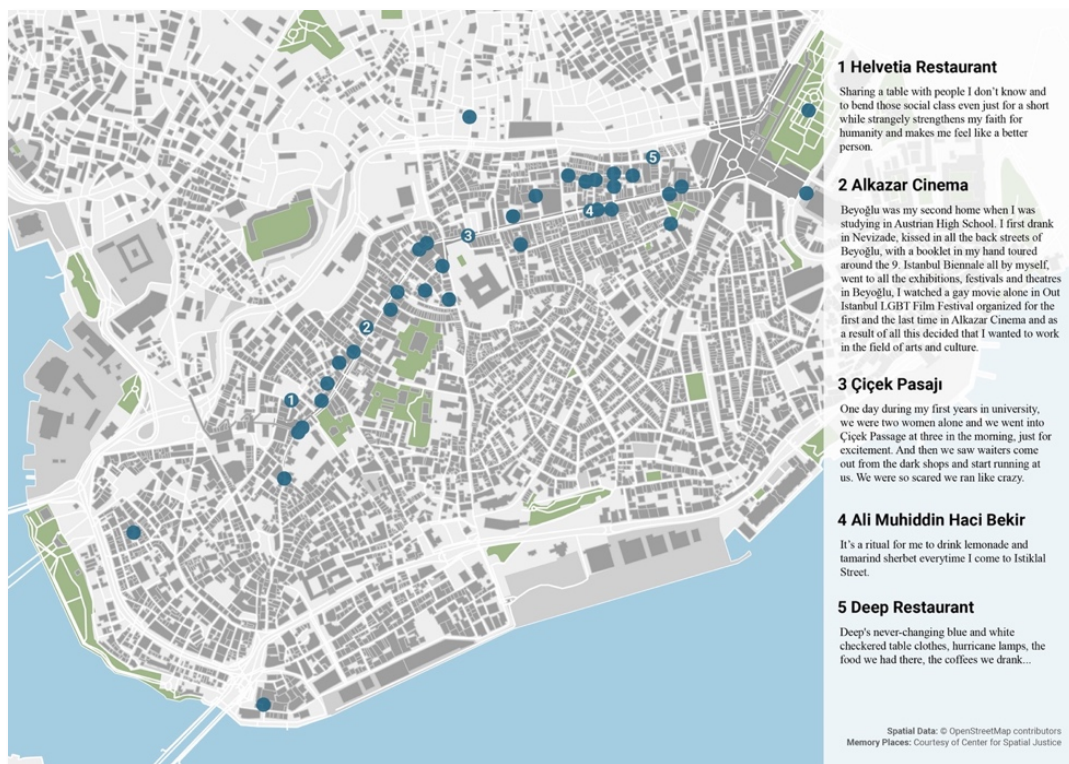 1 Helvetia Restaurant
Sharing a table with people I don't know and
to bend those social class even just for a short
while strangely strengthens my faith for
humanity and makes me feel like a better
person.
2 Alkazar Cinema
Beyoğlu was my second home when I was
studying in Austrian High School. I first drank
in Nevizade, kissed in all the back streets of
Beyoğlu, with a booklet in my hand toured
around the 9. Istanbul Biennale all by myself,
went to all the exhibitions, festivals and theatres
in Beyoğlu, I watched a gay movie alone in Out
Istanbul LGBT Film Festival organized for the
first and the last time in Alkazar Cinema and as
a result of all this decided that I wanted to work
in the field of arts and culture.
3 Çiçek Pasajı
One day during my first years in university,
we were two women alone and we went into
Çiçek Passage at three in the morning, just for
excitement. And then we saw waiters come
out from the dark shops and start running at
us. We were so scared we ran like crazy.
4 Ali Muhiddin Haci Bekir
It's a ritual for me to drink lemonade and
tamarind sherbet everytime I come to Istiklal
Street.
5 Deep Restaurant
Deep's never-changing blue and white
checkered table clothes, hurricane lamps, the
food we had there, the coffees we drank...
Spatial Data: © OpenStreetMap contributors
Memory Places: Courtesy of Center for Spatial Justice
5
4
3
2
1